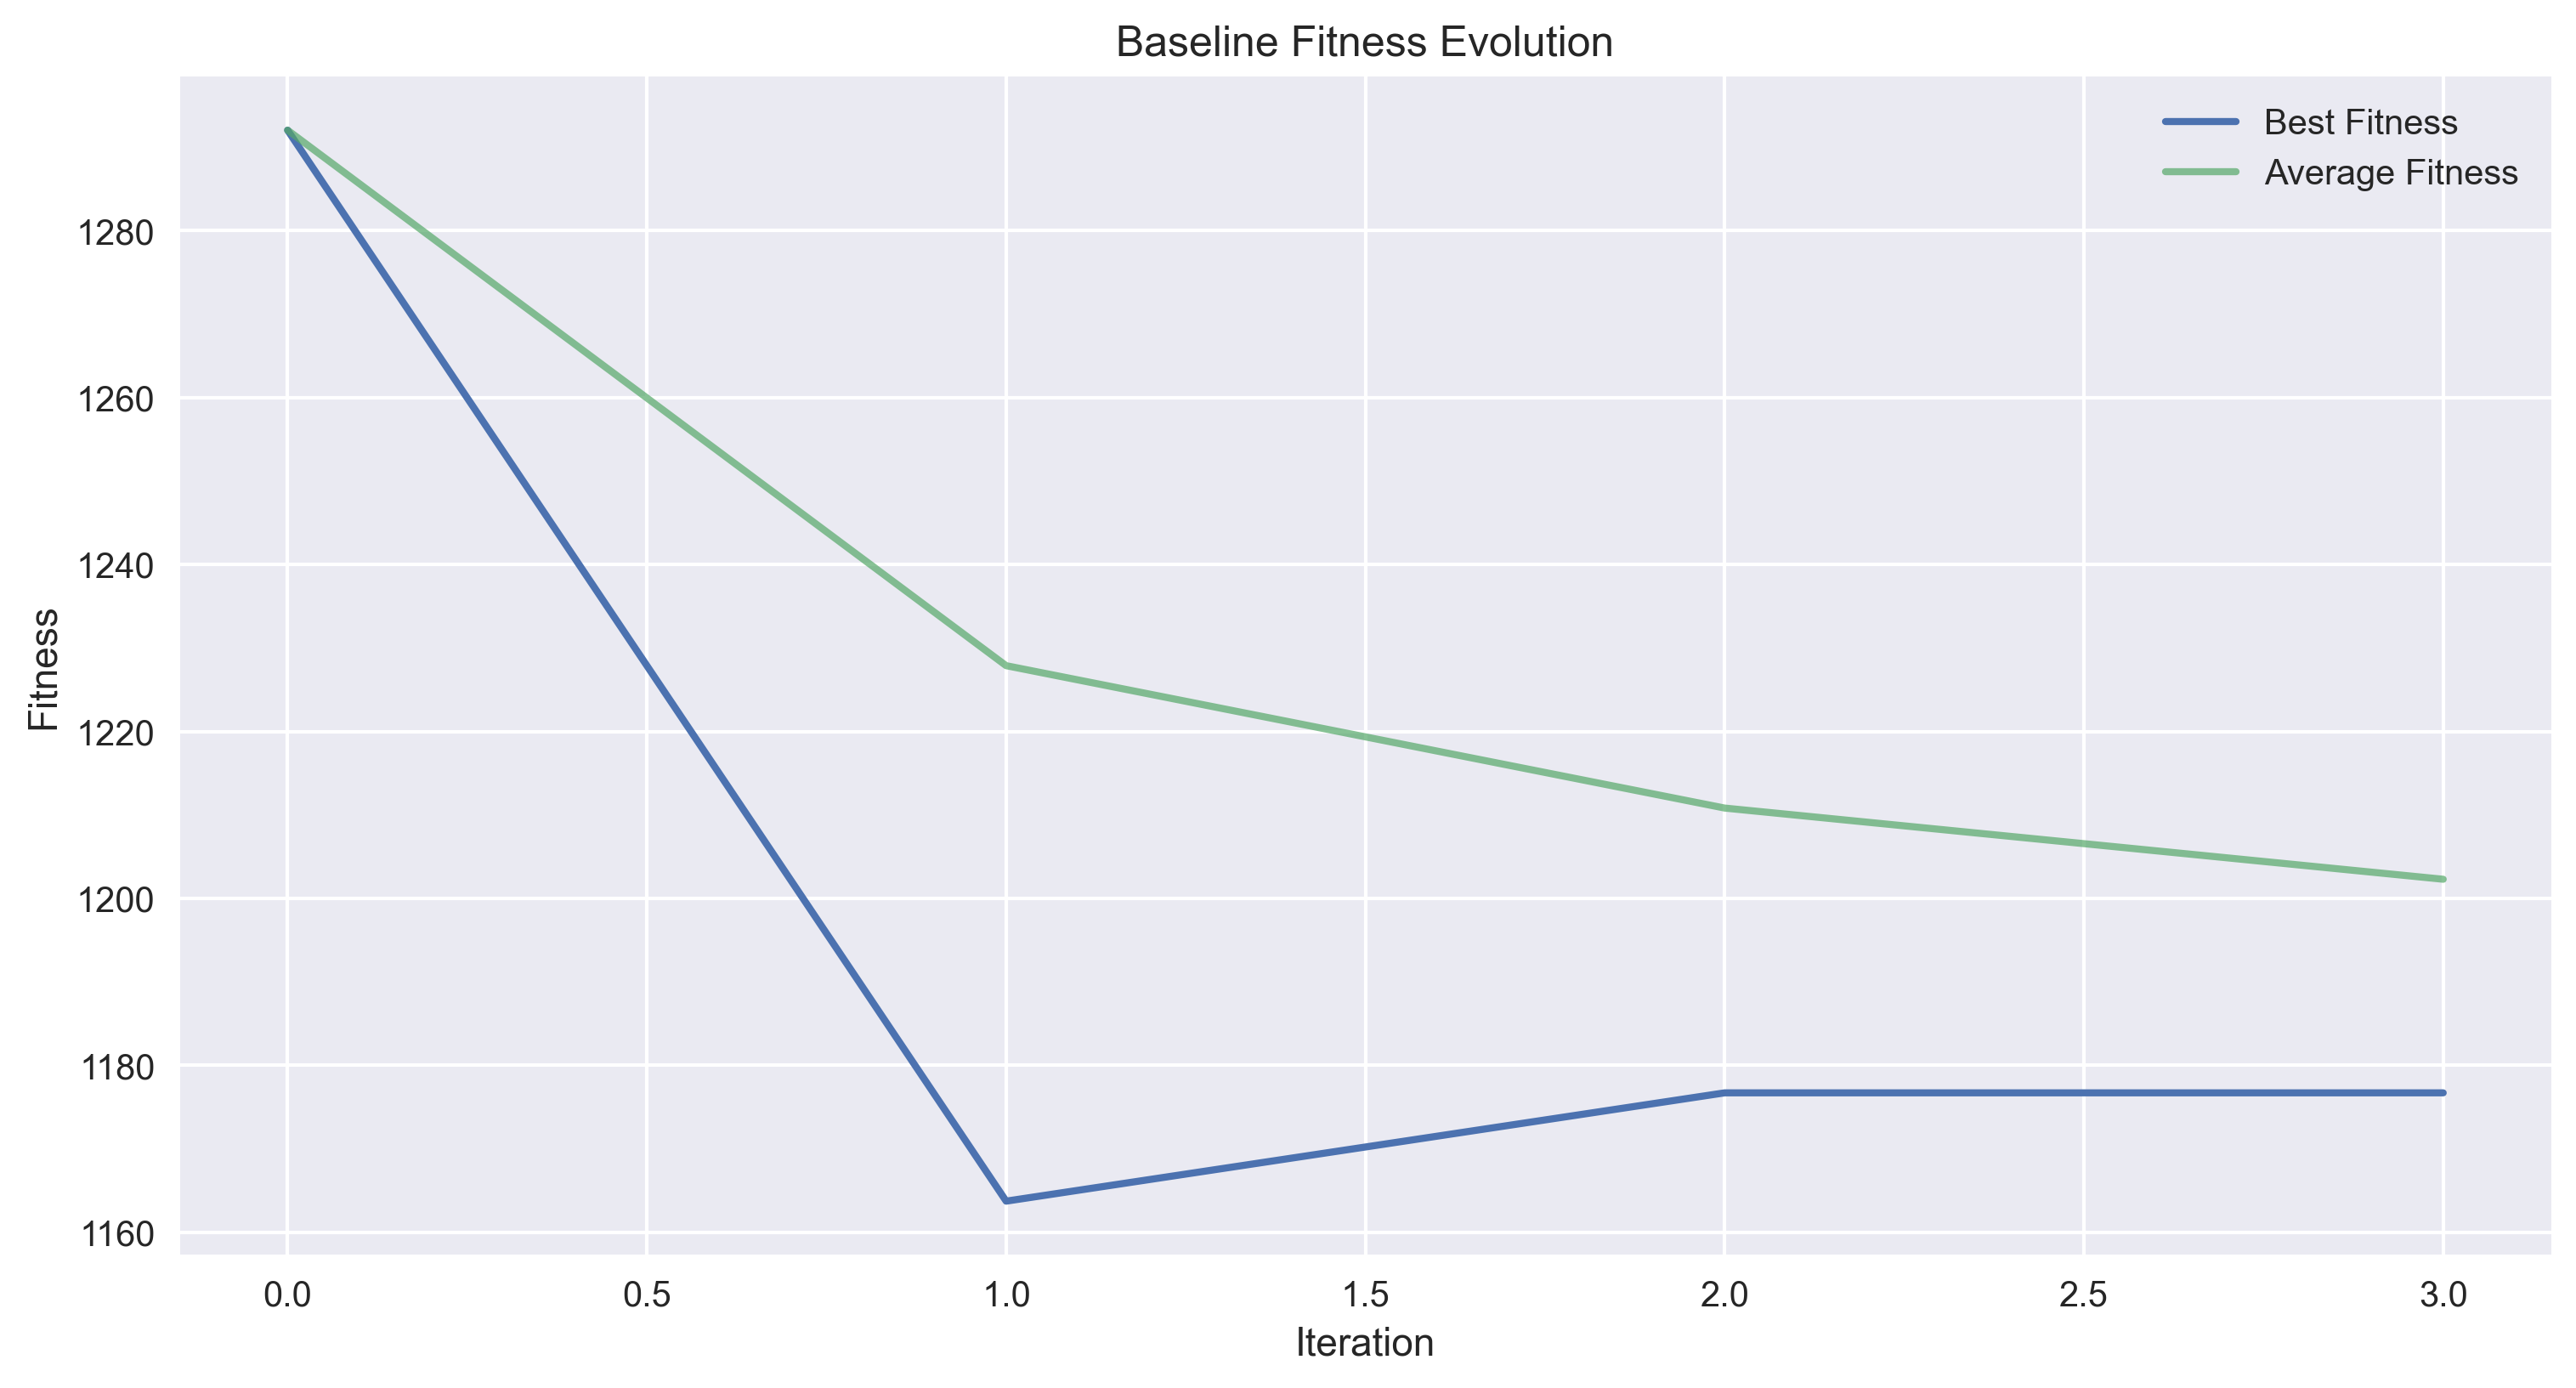 Baseline Fitness Evolution
Best Fitness
Average Fitness
1280
1260
1240
1220
1200
1180
1160
Fitness
0.0 0.5 1.0 1.5 2.0 2.5 3.0
Iteration